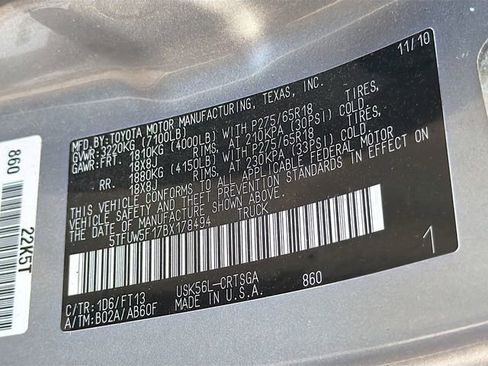 11/10
MFD.BY:TOYOTA MOTOR MANUFACTURING, TEXAS, INC.
GVWR:3220KG(7100LB)
GAWR:FRT. 1810KG (4000LB) WITH P275/65R18 TIRES,
18X8J RIMS, AT 210KPA (30PSI) COLD
RR. 1880KG (4150LB) WITH P275/65R18 TIRES,
18X8J RIMS, AT 230KPA (33PSI) COLD
THIS VEHICLE CONFORMS TO ALL APPLICABLE FEDERAL MOTOR
VEHICLE SAFETY STANDARDS IN EFFECT ON THE
DATE OF MANUFACTURE SHOWN ABOVE.
5TFUW5F17BX178494 TRUCK
1
C/TR:1D6/FT13 USK56L-CRTSGA
A/TM:B02A/AB60F MADE IN U.S.A. 860
860 22K5T